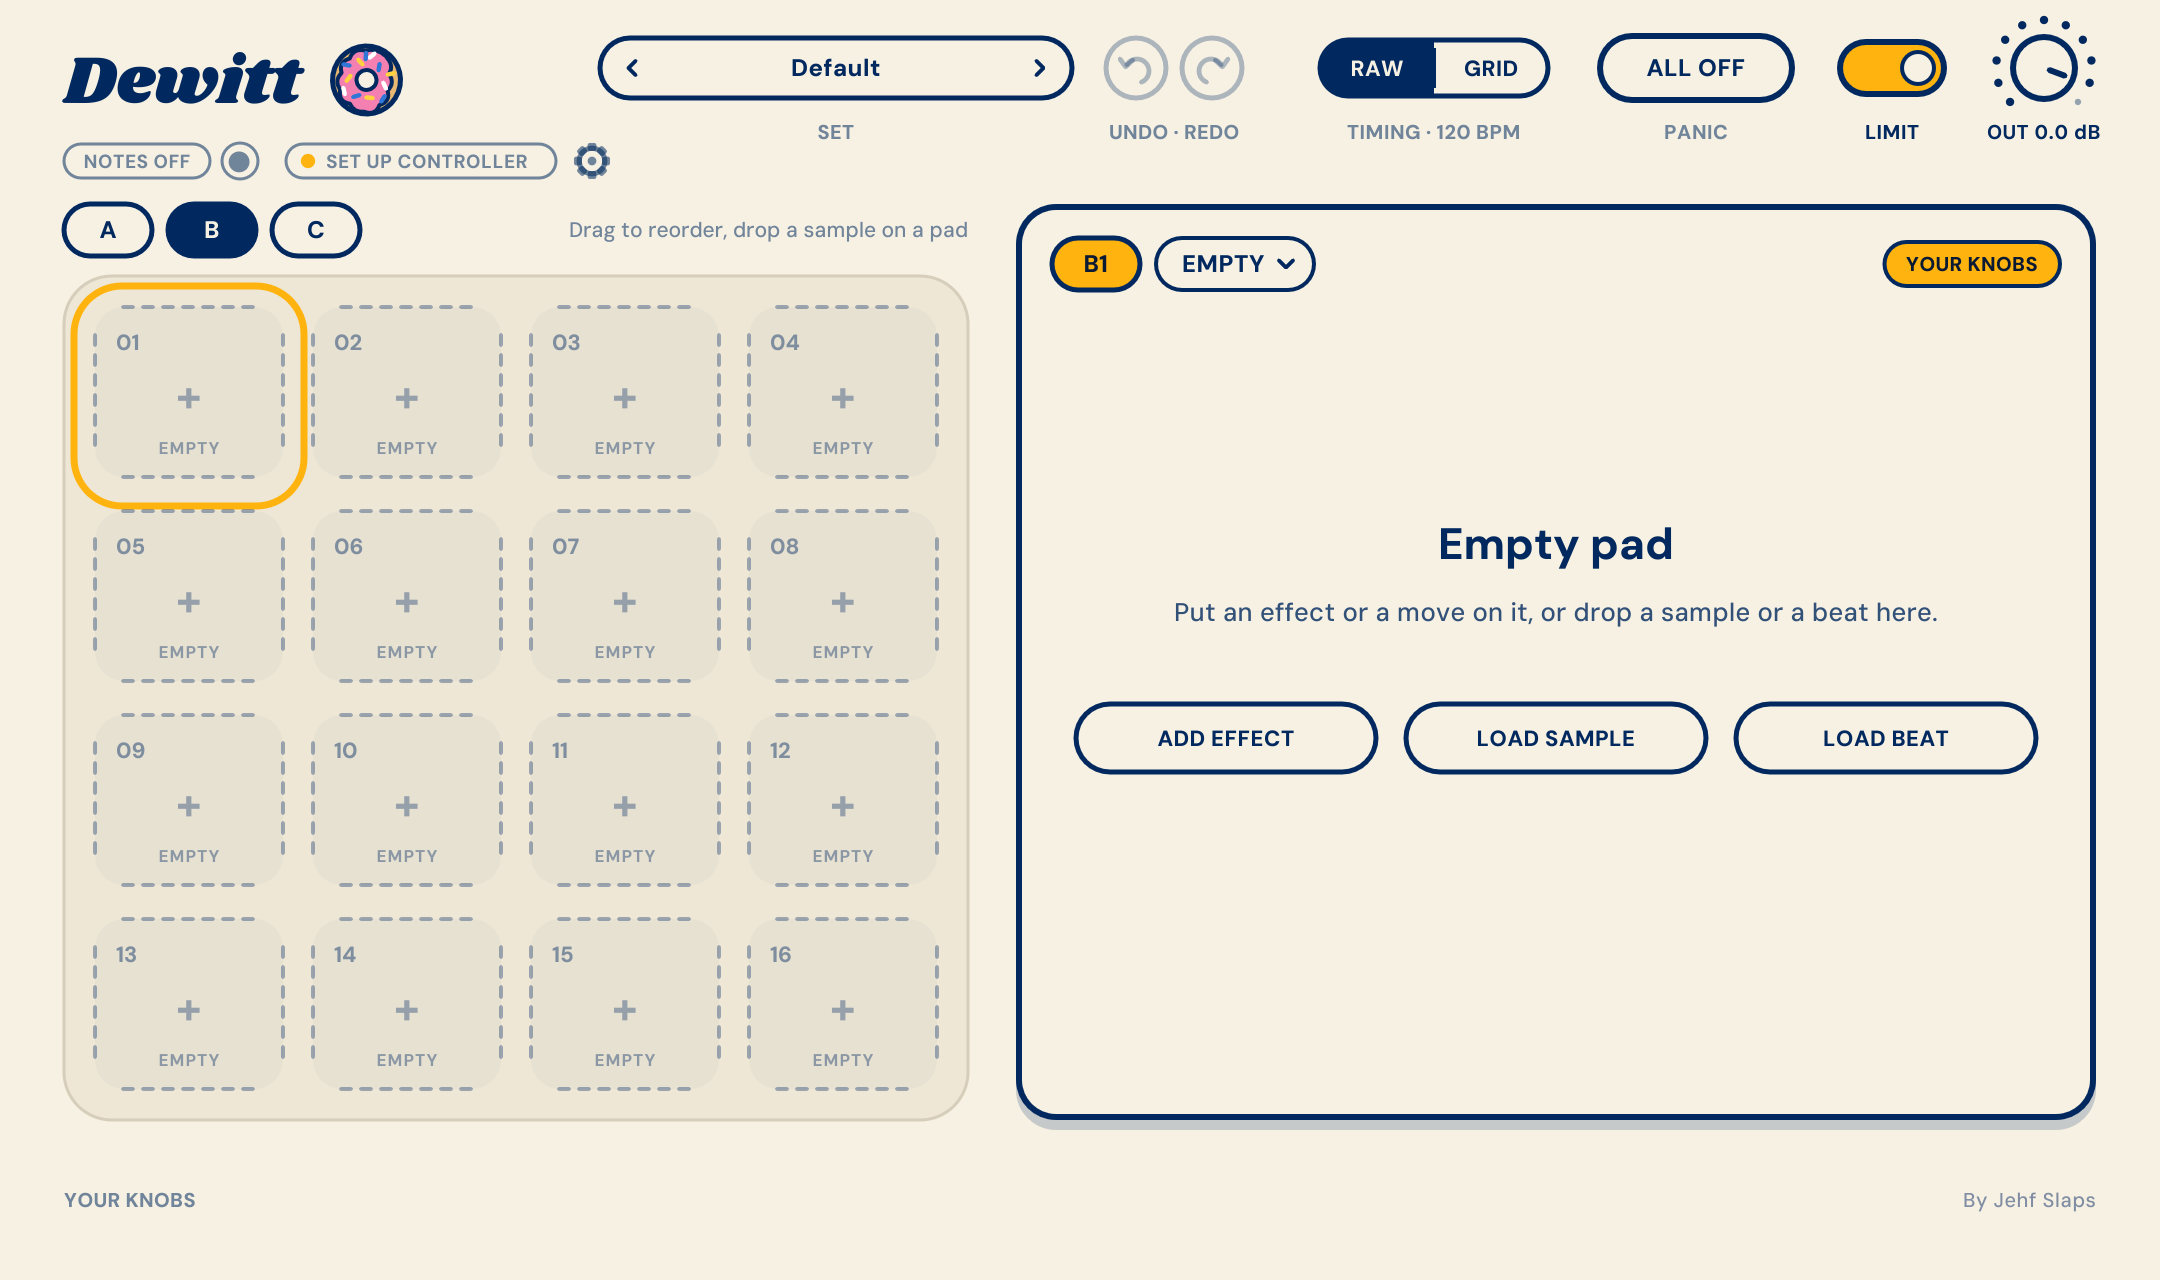 Dewitt
Default
RAW GRID
ALL OFF
SET
UNDO · REDO
TIMING · 120 BPM
PANIC
LIMIT
OUT 0.0 dB
NOTES OFF
SET UP CONTROLLER
A B C
Drag to reorder, drop a sample on a pad
01 02 03 04
EMPTY EMPTY EMPTY EMPTY
05 06 07 08
EMPTY EMPTY EMPTY EMPTY
09 10 11 12
EMPTY EMPTY EMPTY EMPTY
13 14 15 16
EMPTY EMPTY EMPTY EMPTY
B1 EMPTY
YOUR KNOBS
Empty pad
Put an effect or a move on it, or drop a sample or a beat here.
ADD EFFECT
LOAD SAMPLE
LOAD BEAT
YOUR KNOBS
By Jehf Slaps